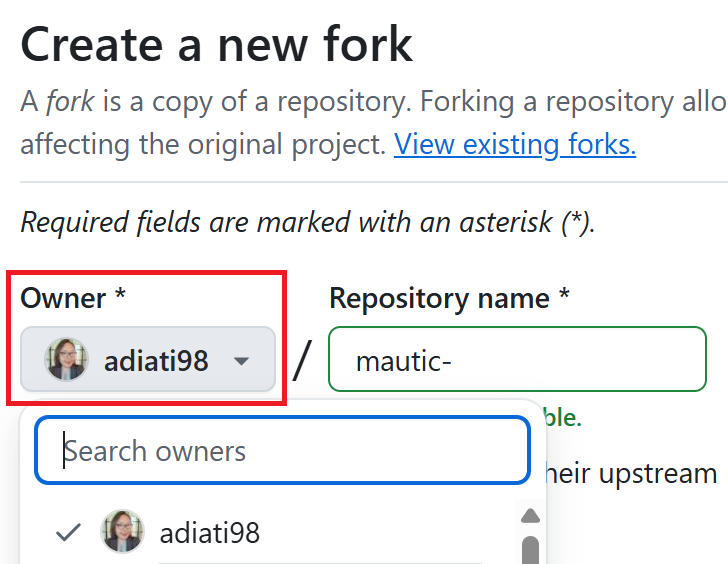 Create a new fork
A fork is a copy of a repository. Forking a repository allo
affecting the original project. View existing forks.
Required fields are marked with an asterisk (*).
Owner * Repository name *
adiati98 / mautic-
ble.
Search owners
heir upstream
adiati98